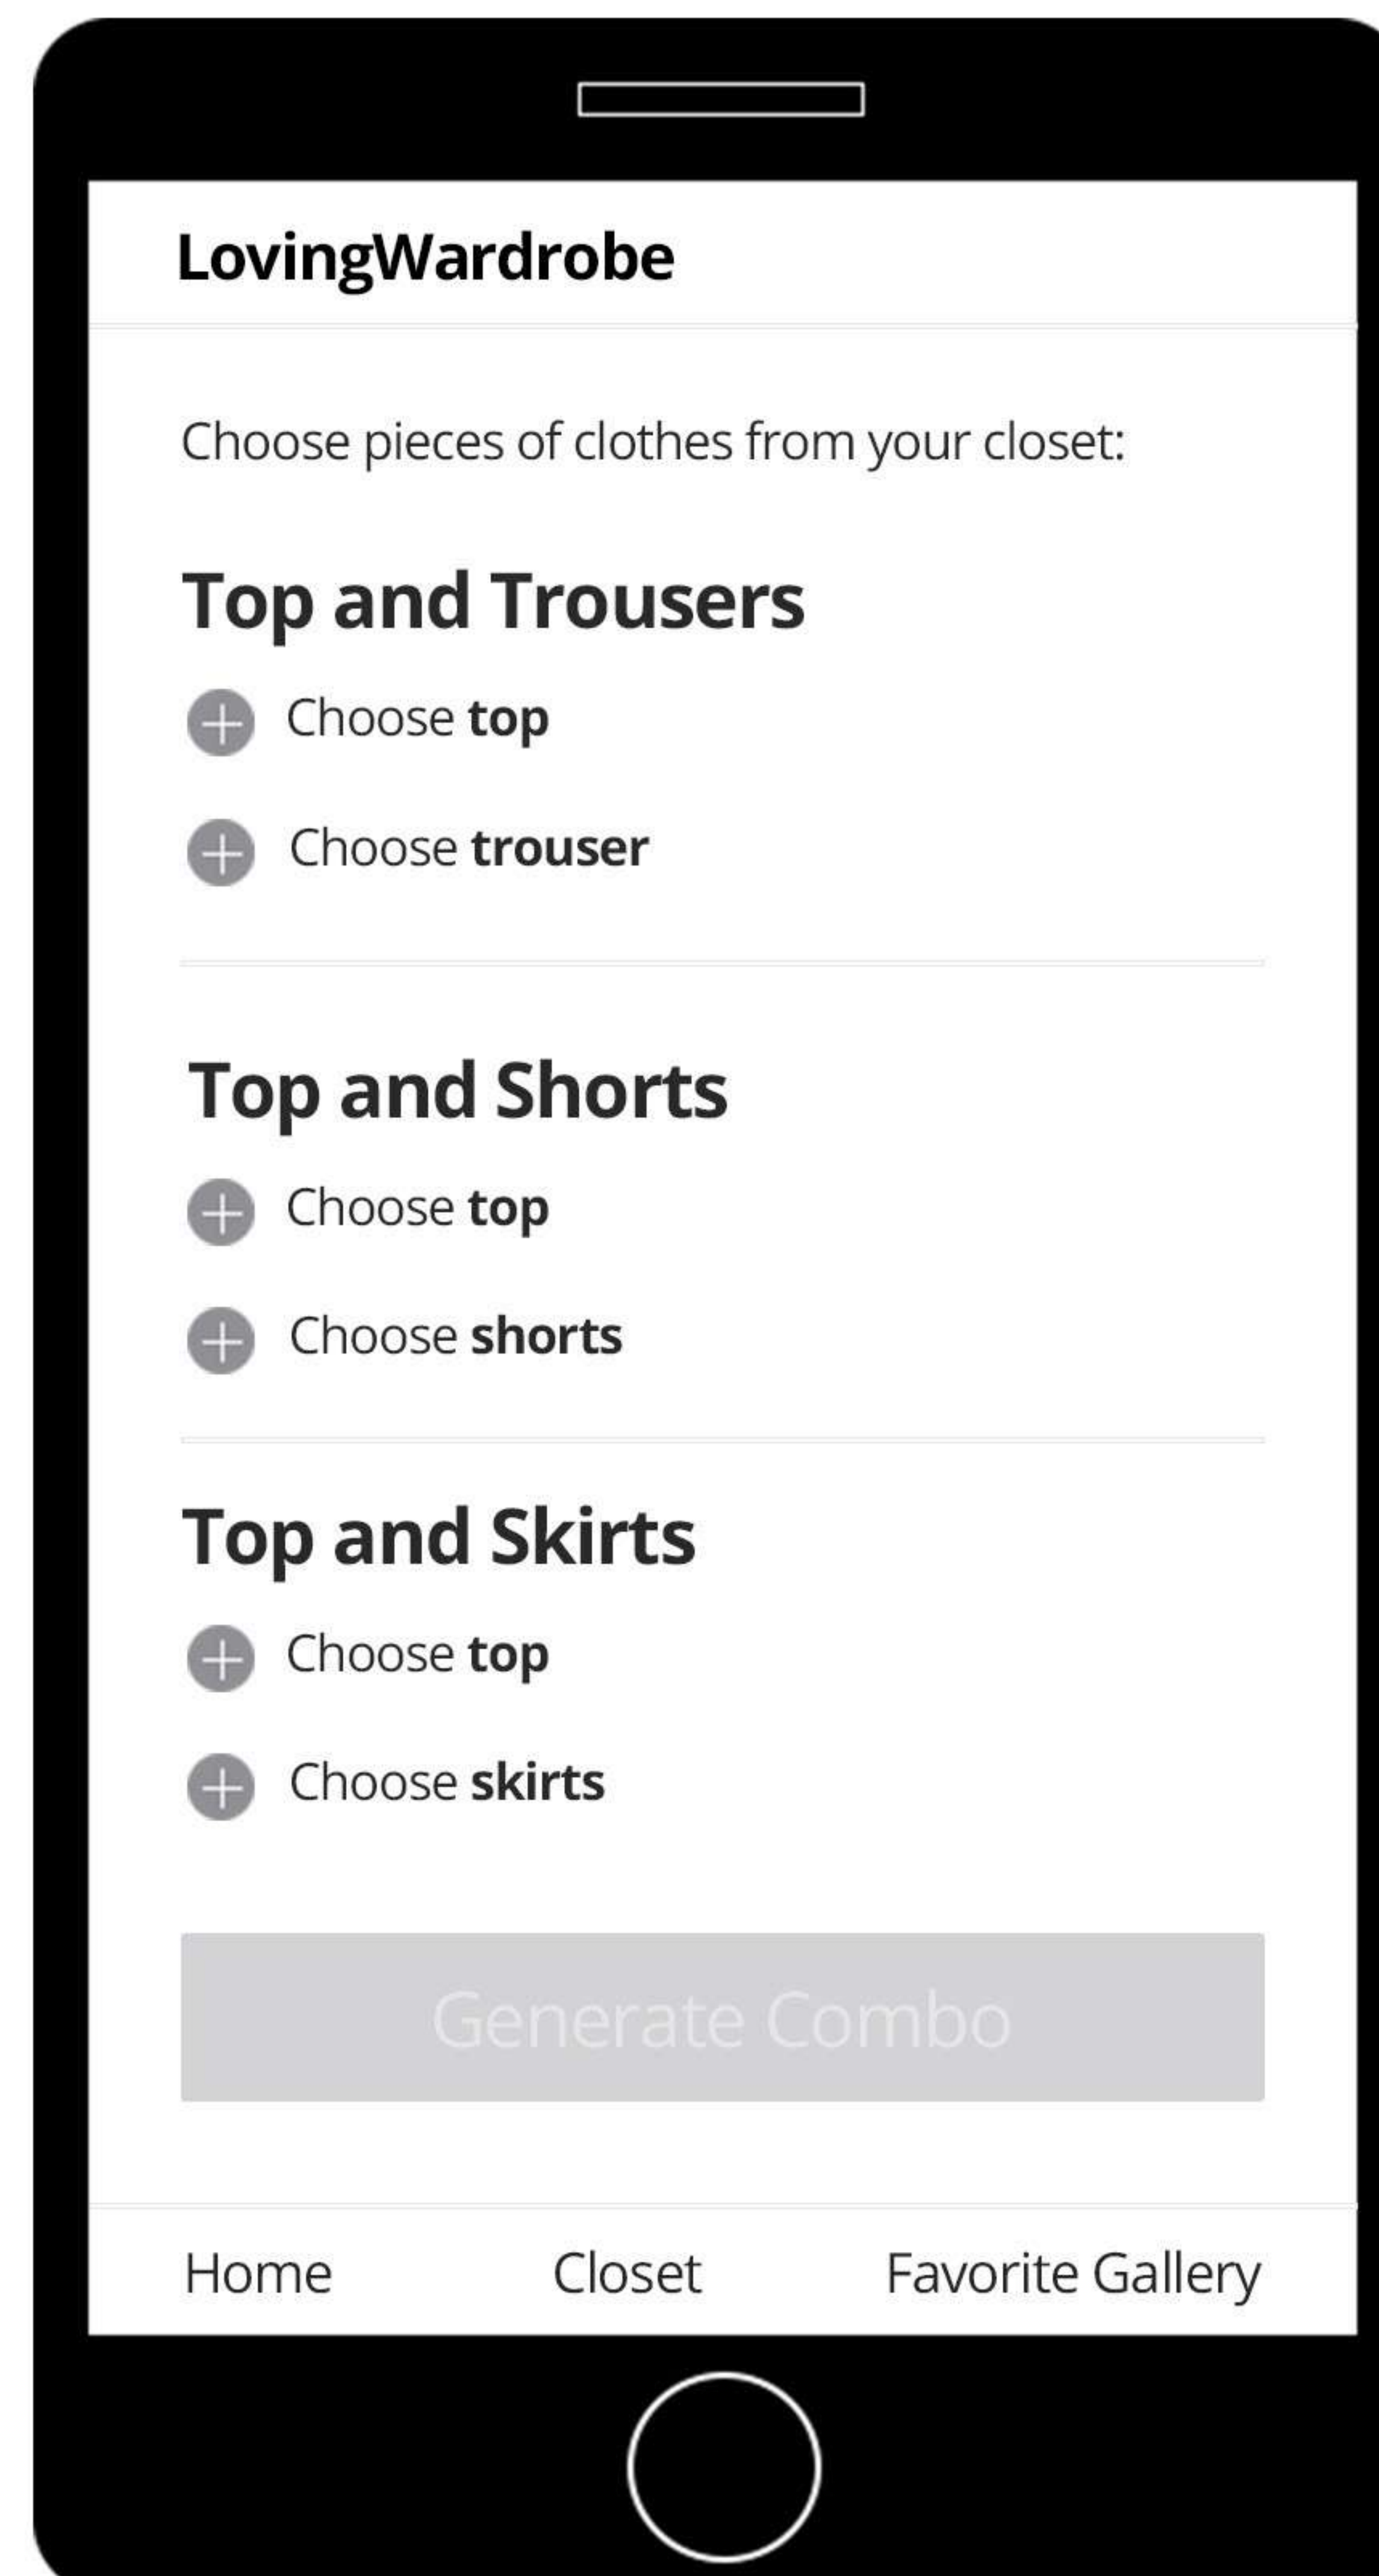 LovingWardrobe
Choose pieces of clothes from your closet:
Top and Trousers
Choose top
Choose trouser
Top and Shorts
Choose top
Choose shorts
Top and Skirts
Choose top
Choose skirts
Generate Combo
Home Closet Favorite Gallery